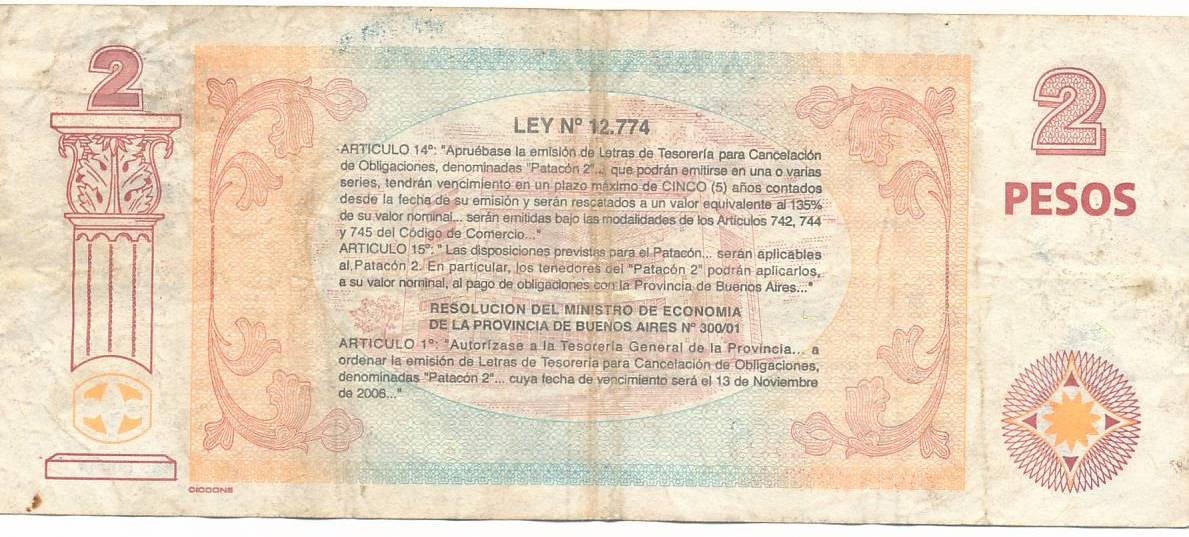 2
LEY Nº 12.774
ARTICULO 14º: "Apruébase la emisión de Letras de Tesorería para Cancelación
de Obligaciones, denominadas "Patacón 2"... que podrán emitirse en una o varias
series, tendrán vencimiento en un plazo máximo de CINCO (5) años contados
desde la fecha de su emisión y serán rescatados a un valor equivalente al 135%
de su valor nominal... serán emitidas bajo las modalidades de los Artículos 742, 744
y 745 del Código de Comercio..."
ARTICULO 15º: " Las disposiciones previstas para el Patacón... serán aplicables
al Patacón 2. En particular, los tenedores del "Patacón 2" podrán aplicarlos,
a su valor nominal, al pago de obligaciones con la Provincia de Buenos Aires..."
RESOLUCION DEL MINISTRO DE ECONOMIA
DE LA PROVINCIA DE BUENOS AIRES Nº 300/01
ARTICULO 1º: "Autorízase a la Tesorería General de la Provincia... a
ordenar la emisión de Letras de Tesorería para Cancelación de Obligaciones,
denominadas "Patacón 2"... cuya fecha de vencimiento será el 13 de Noviembre
de 2006..."
2
PESOS
CICCONE